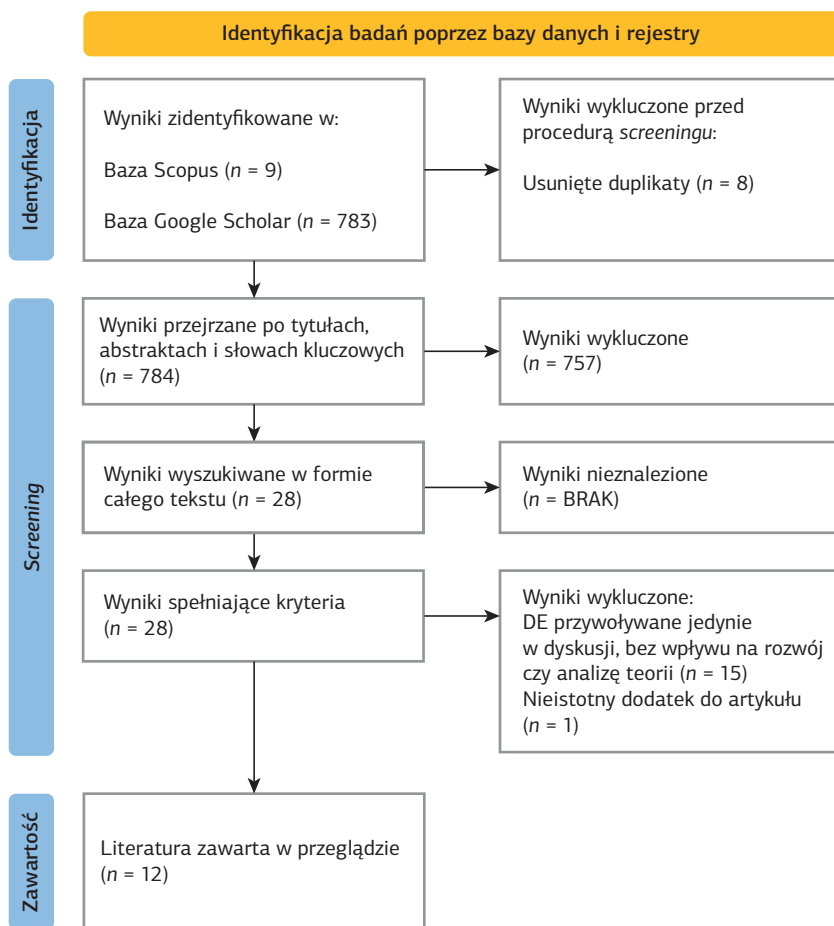 Identyfikacja badań poprzez bazy danych i rejestry
Identyfikacja
Wyniki zidentyfikowane w:
Baza Scopus (n = 9)
Baza Google Scholar (n = 783)
Wyniki wykluczone przed
procedurą screeningu:
Usunięte duplikaty (n = 8)
Screening
Wyniki przejrzane po tytułach,
abstraktach i słowach kluczowych
(n = 784)
Wyniki wykluczone
(n = 757)
Wyniki wyszukiwane w formie
całego tekstu (n = 28)
Wyniki nieznalezione
(n = BRAK)
Wyniki spełniające kryteria
(n = 28)
Wyniki wykluczone:
DE przywoływane jedynie
w dyskusji, bez wpływu na rozwój
czy analizę teorii (n = 15)
Nieistotny dodatek do artykułu
(n = 1)
Zawartość
Literatura zawarta w przeglądzie
(n = 12)